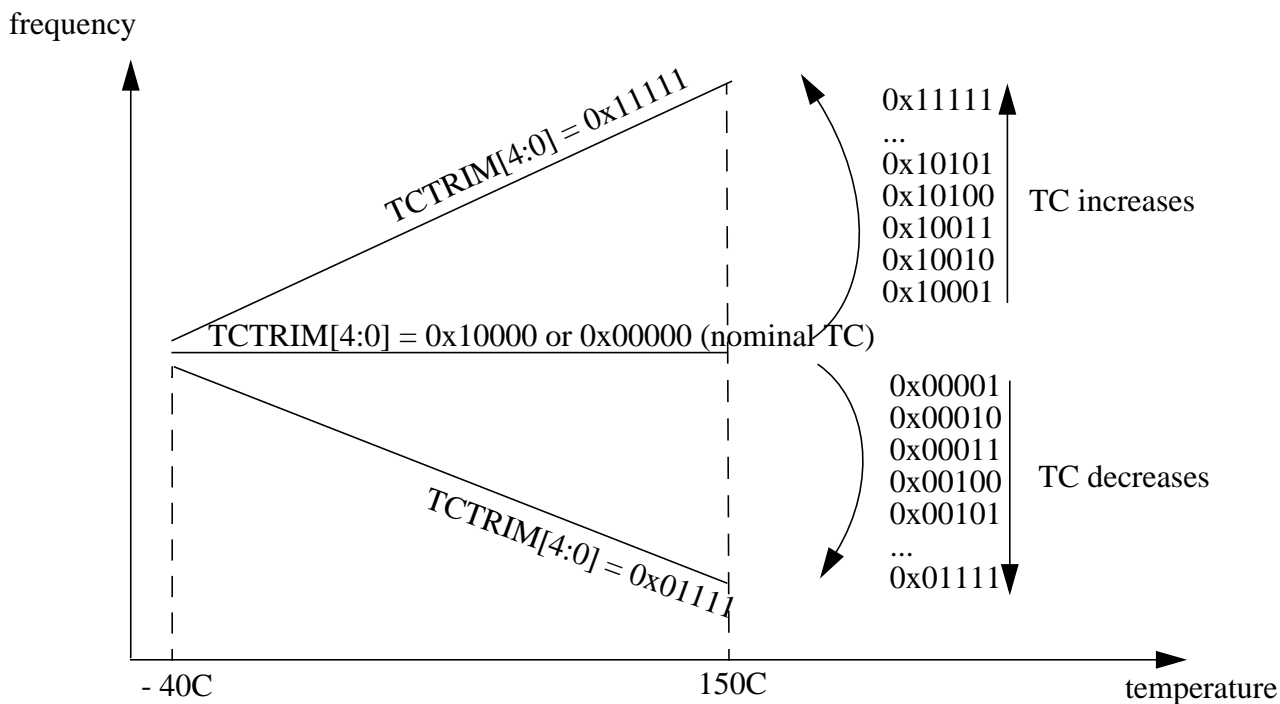 frequency
TCTRIM[4:0] = 0x11111
0x11111
...
0x10101
0x10100
0x10011
0x10010
0x10001
TC increases
TCTRIM[4:0] = 0x10000 or 0x00000 (nominal TC)
0x00001
0x00010
0x00011
0x00100
0x00101
...
0x01111
TC decreases
TCTRIM[4:0] = 0x01111
- 40C
150C
temperature